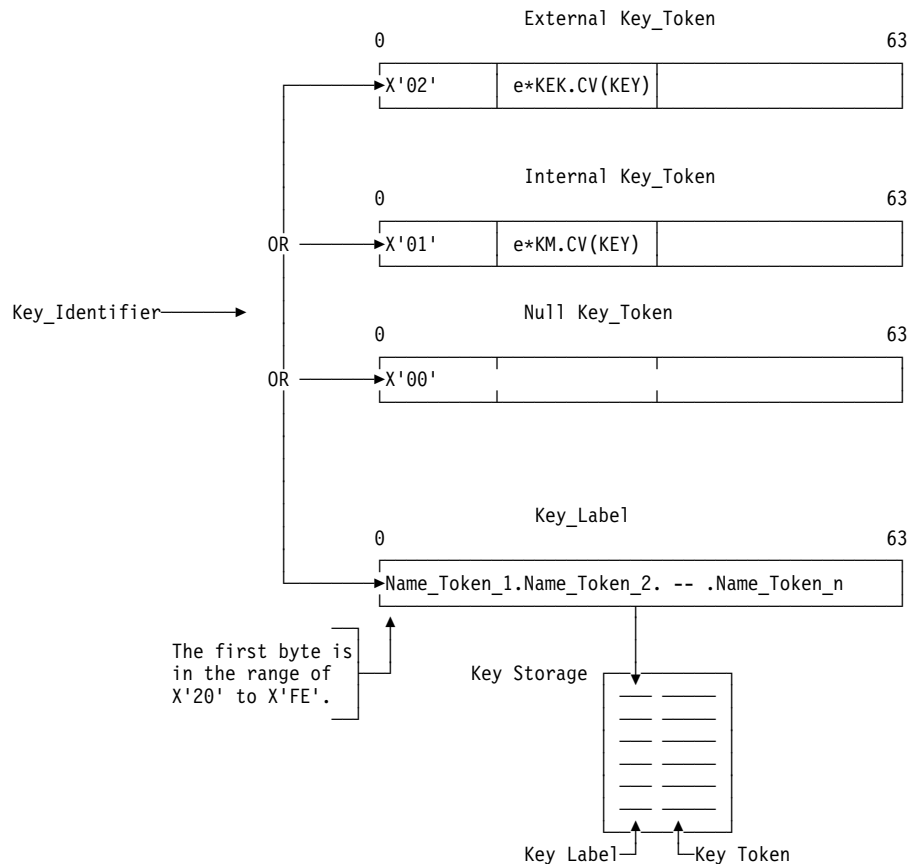 External Key_Token
0 63
X'02' e*KEK.CV(KEY)
Internal Key_Token
0 63
OR X'01' e*KM.CV(KEY)
Key_Identifier
Null Key_Token
0 63
OR X'00'
Key_Label
0 63
Name_Token_1.Name_Token_2. -- .Name_Token_n
The first byte is
in the range of
X'20' to X'FE'.
Key Storage
Key Label Key Token